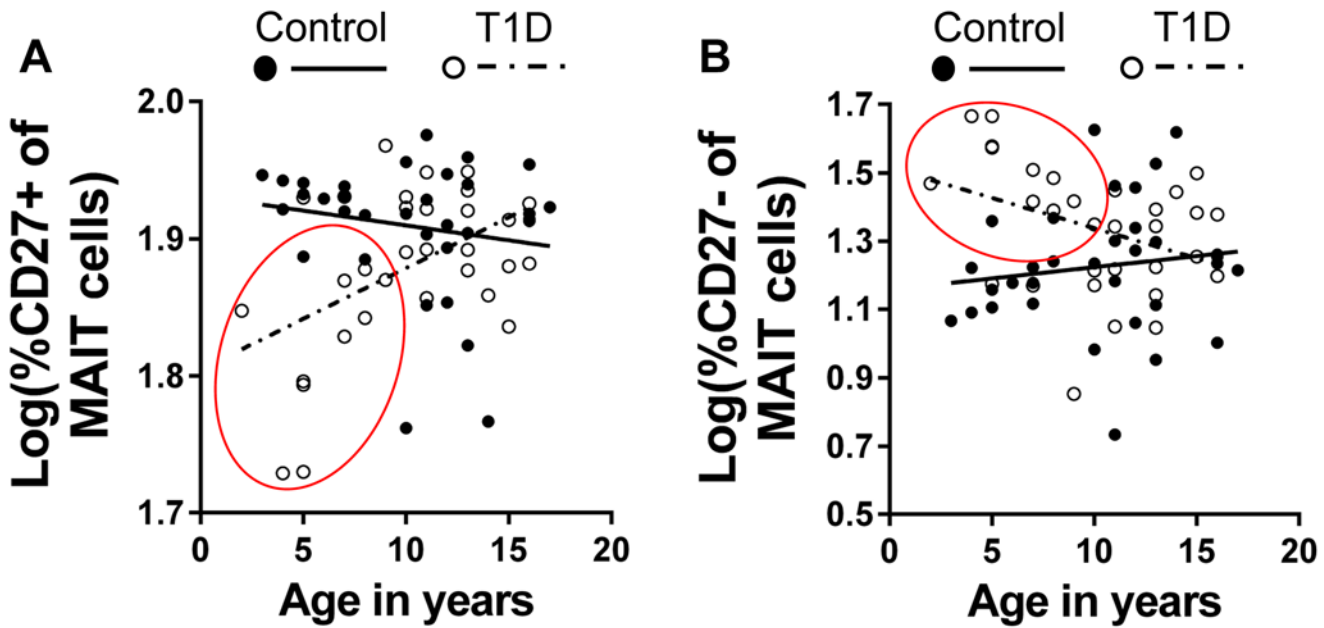 A
Control
T1D
Log(%CD27+ of
MAIT cells)
2.0
1.9
1.8
1.7
0
5
10
15
20
Age in years
B
Control
T1D
Log(%CD27- of
MAIT cells)
1.7
1.5
1.3
1.1
0.9
0.7
0.5
0
5
10
15
20
Age in years